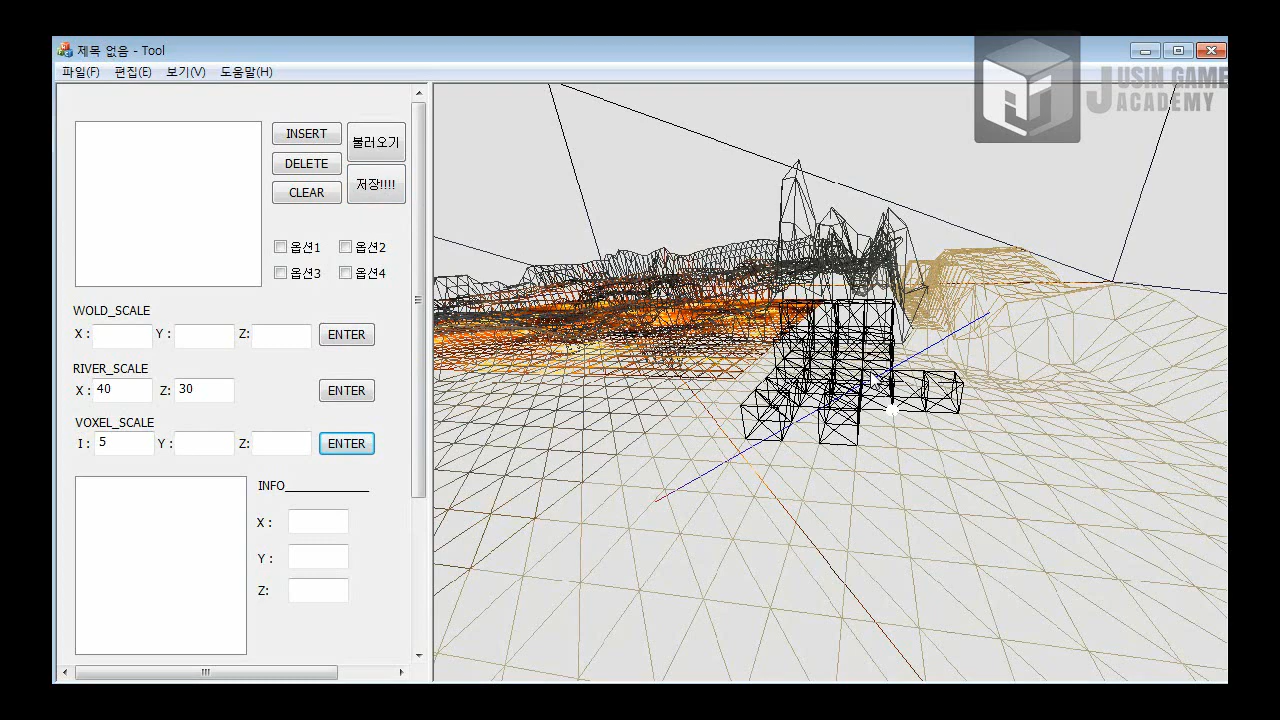 제목 없음 - Tool
JUSIN GAME
ACADEMY
파일(F) 편집(E) 보기(V) 도움말(H)
INSERT
불러오기
DELETE
저장!!!!
CLEAR
옵션1 옵션2
옵션3 옵션4
WOLD_SCALE
X : Y : Z: ENTER
RIVER_SCALE
X : 40 Z: 30 ENTER
VOXEL_SCALE
I : 5 Y : Z: ENTER
INFO____________
X :
Y :
Z: